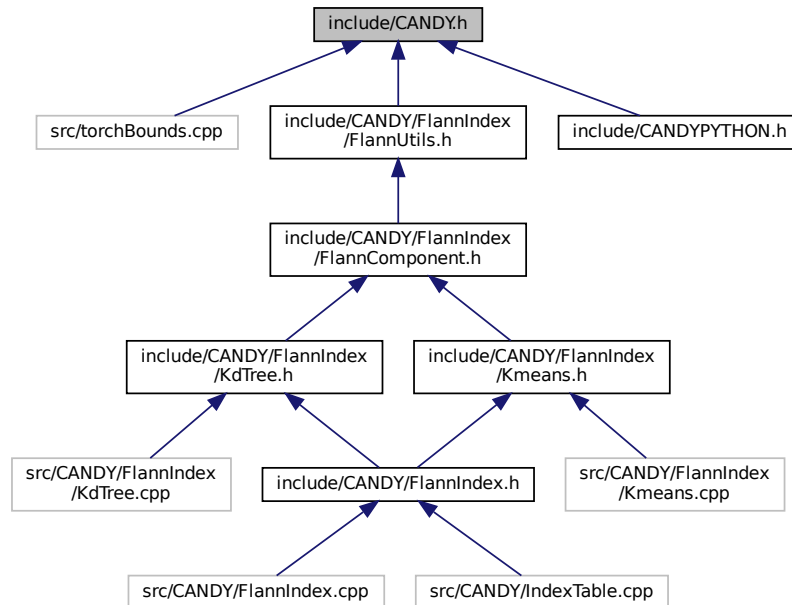 include/CANDY.h
src/torchBounds.cpp
include/CANDY/FlannIndex
/FlannUtils.h
include/CANDYPYTHON.h
include/CANDY/FlannIndex
/FlannComponent.h
include/CANDY/FlannIndex
/KdTree.h
include/CANDY/FlannIndex
/Kmeans.h
src/CANDY/FlannIndex
/KdTree.cpp
include/CANDY/FlannIndex.h
src/CANDY/FlannIndex
/Kmeans.cpp
src/CANDY/FlannIndex.cpp
src/CANDY/IndexTable.cpp